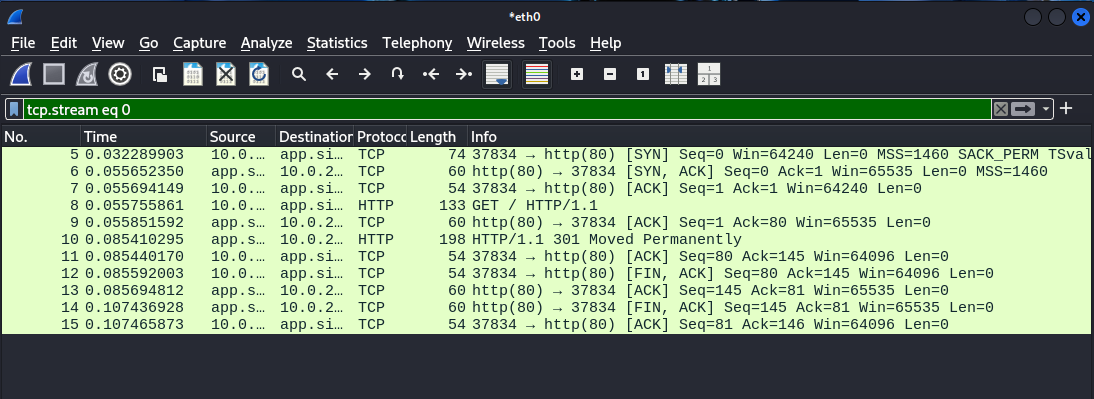 *eth0
File Edit View Go Capture Analyze Statistics Telephony Wireless Tools Help
tcp.stream eq 0
No. Time Source Destination Protocc Length Info
5 0.032289903 10.0.… app.si… TCP 74 37834 → http(80) [SYN] Seq=0 Win=64240 Len=0 MSS=1460 SACK_PERM TSval
6 0.055652350 app.s… 10.0.2… TCP 60 http(80) → 37834 [SYN, ACK] Seq=0 Ack=1 Win=65535 Len=0 MSS=1460
7 0.055694149 10.0.… app.si… TCP 54 37834 → http(80) [ACK] Seq=1 Ack=1 Win=64240 Len=0
8 0.055755861 10.0.… app.si… HTTP 133 GET / HTTP/1.1
9 0.055851592 app.s… 10.0.2… TCP 60 http(80) → 37834 [ACK] Seq=1 Ack=80 Win=65535 Len=0
10 0.085410295 app.s… 10.0.2… HTTP 198 HTTP/1.1 301 Moved Permanently
11 0.085440170 10.0.… app.si… TCP 54 37834 → http(80) [ACK] Seq=80 Ack=145 Win=64096 Len=0
12 0.085592003 10.0.… app.si… TCP 54 37834 → http(80) [FIN, ACK] Seq=80 Ack=145 Win=64096 Len=0
13 0.085694812 app.s… 10.0.2… TCP 60 http(80) → 37834 [ACK] Seq=145 Ack=81 Win=65535 Len=0
14 0.107436928 app.s… 10.0.2… TCP 60 http(80) → 37834 [FIN, ACK] Seq=145 Ack=81 Win=65535 Len=0
15 0.107465873 10.0.… app.si… TCP 54 37834 → http(80) [ACK] Seq=81 Ack=146 Win=64096 Len=0